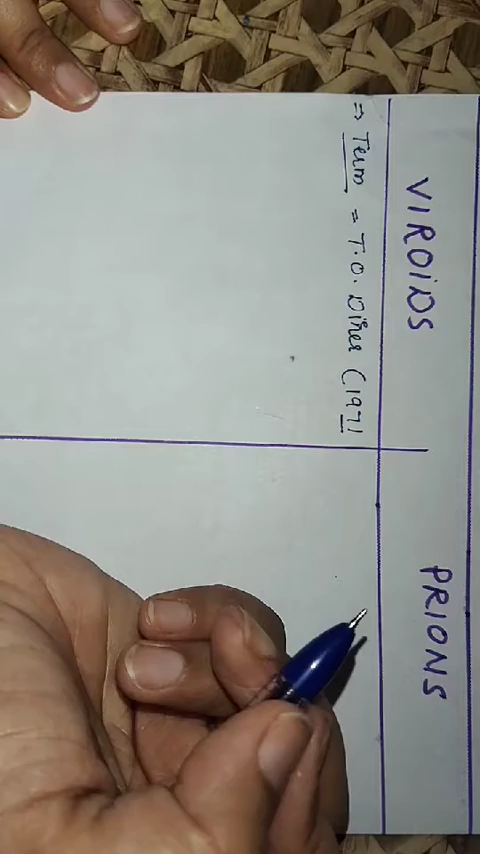 VIROIDS
PRIONS
⇒ Term = T.O. Diner (1971